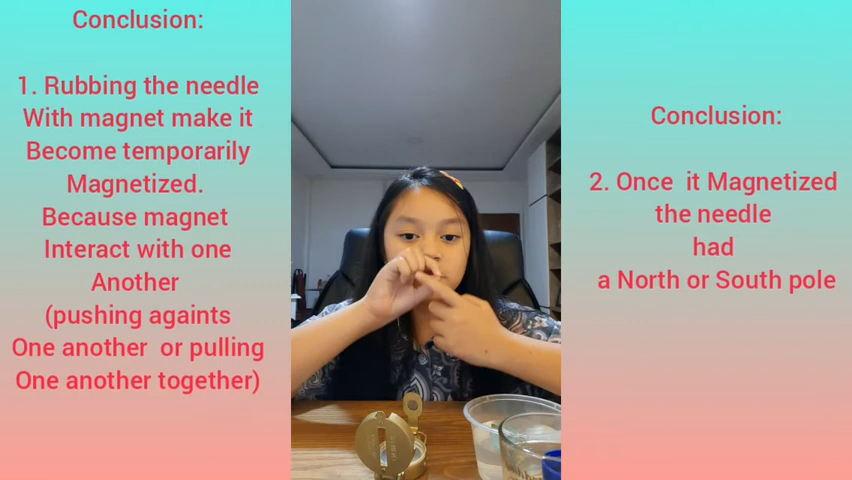 Conclusion:
1. Rubbing the needle
With magnet make it
Become temporarily
Magnetized.
Because magnet
Interact with one
Another
(pushing againts
One another or pulling
One another together)
Conclusion:
2. Once it Magnetized
the needle
had
a North or South pole